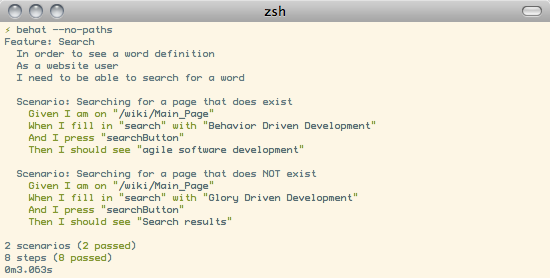 zsh
⚡ behat --no-paths
Feature: Search
  In order to see a word definition
  As a website user
  I need to be able to search for a word

  Scenario: Searching for a page that does exist
    Given I am on "/wiki/Main_Page"
    When I fill in "search" with "Behavior Driven Development"
    And I press "searchButton"
    Then I should see "agile software development"

  Scenario: Searching for a page that does NOT exist
    Given I am on "/wiki/Main_Page"
    When I fill in "search" with "Glory Driven Development"
    And I press "searchButton"
    Then I should see "Search results"

2 scenarios (2 passed)
8 steps (8 passed)
0m3.063s